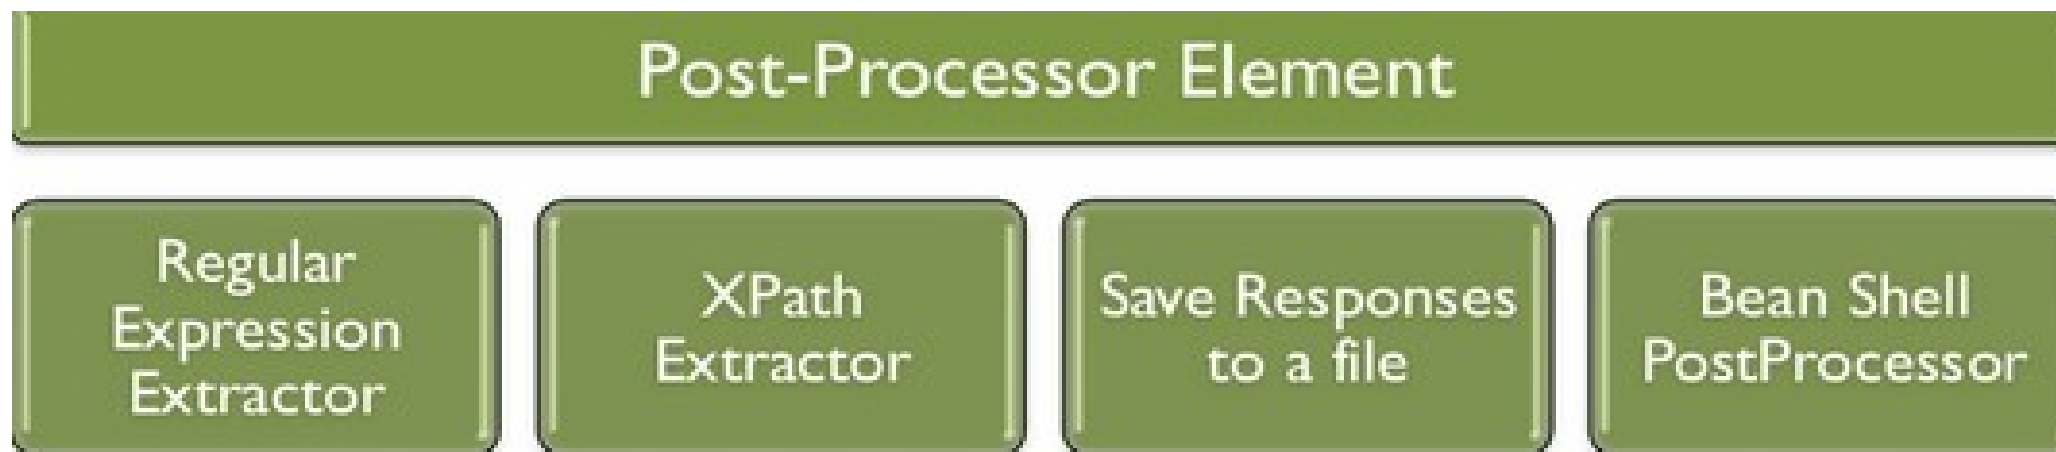 Post-Processor Element
Regular
Expression
Extractor
XPath
Extractor
Save Responses
to a file
Bean Shell
PostProcessor